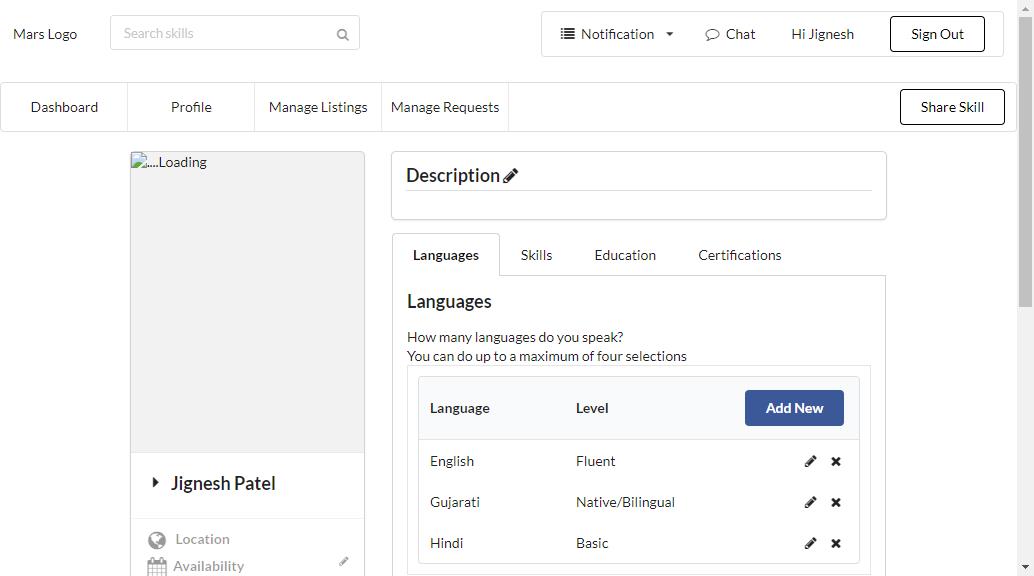 Mars Logo
Search skills
Notification
Chat
Hi Jignesh
Sign Out
Dashboard
Profile
Manage Listings
Manage Requests
Share Skill
....Loading
Jignesh Patel
Location
Availability
Description
Languages
Skills
Education
Certifications
Languages
How many languages do you speak?
You can do up to a maximum of four selections
Language Level Add New
English Fluent
Gujarati Native/Bilingual
Hindi Basic